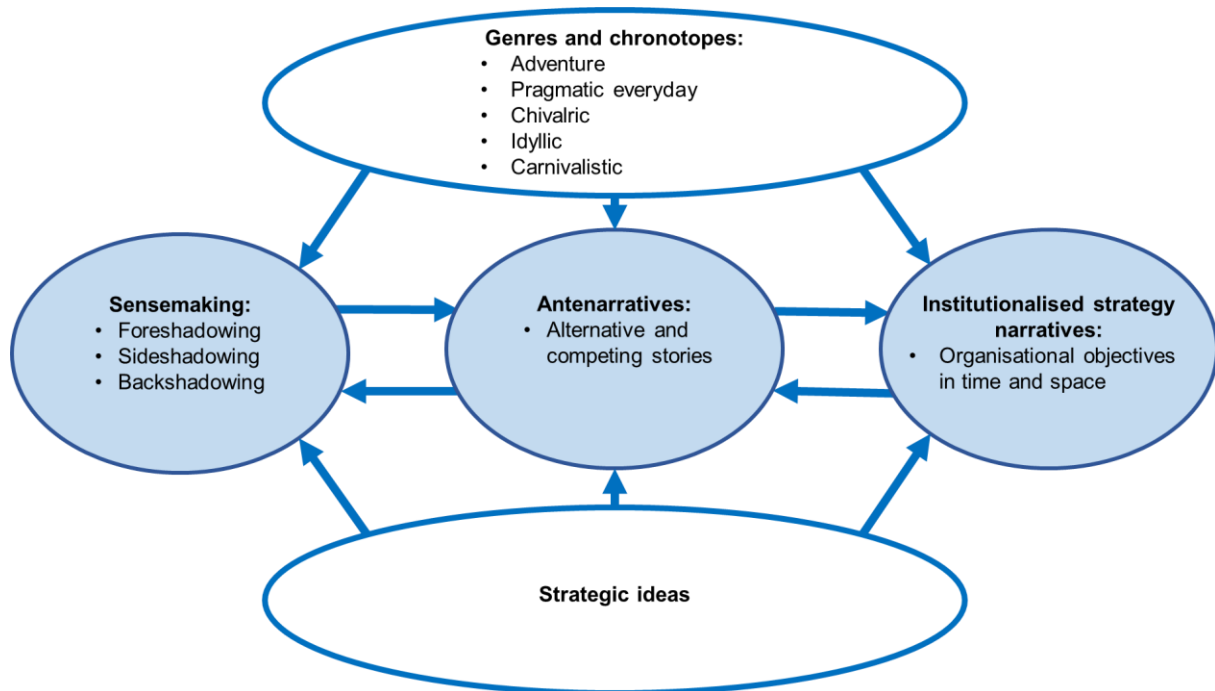 Genres and chronotopes:
• Adventure
• Pragmatic everyday
• Chivalric
• Idyllic
• Carnivalistic
Sensemaking:
• Foreshadowing
• Sideshadowing
• Backshadowing
Antenarratives:
• Alternative and
competing stories
Institutionalised strategy
narratives:
• Organisational objectives
in time and space
Strategic ideas